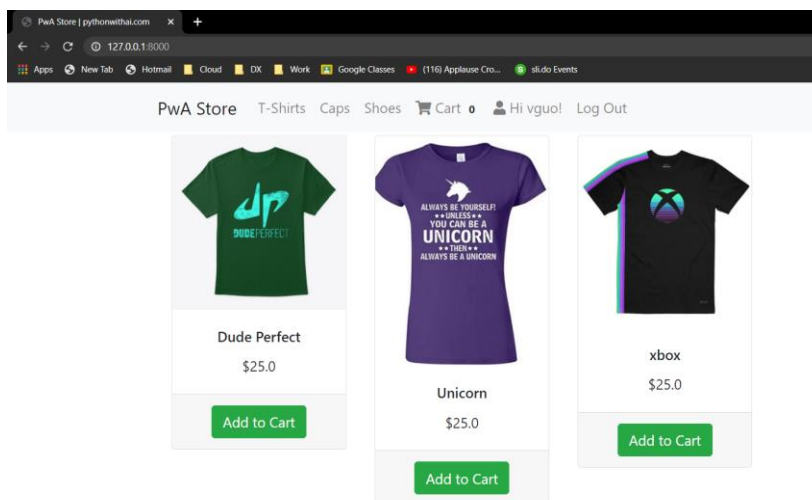 PwA Store | pythonwithai.com
127.0.0.1:8000
Apps New Tab Hotmail Cloud DX Work Google Classes (116) Applause Cro... sli.do Events
PwA Store T-Shirts Caps Shoes Cart 0 Hi vguo! Log Out
dp
DUDEPERFECT
Dude Perfect
$25.0
Add to Cart
ALWAYS BE YOURSELF!
UNLESS
YOU CAN BE A
UNICORN
THEN
ALWAYS BE A UNICORN
Unicorn
$25.0
Add to Cart
xbox
$25.0
Add to Cart